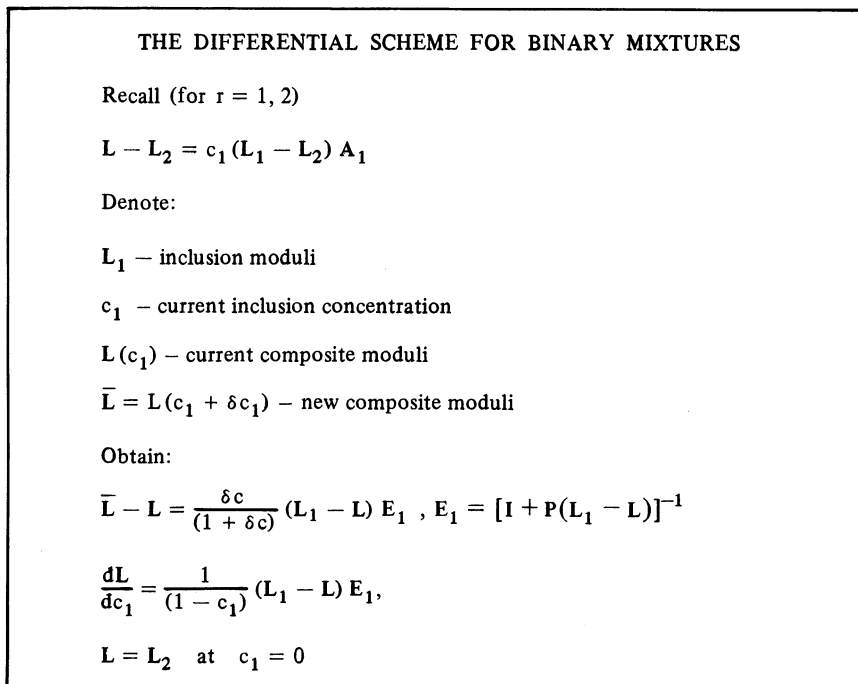 THE DIFFERENTIAL SCHEME FOR BINARY MIXTURES
Recall (for r = 1, 2)
L – L₂ = c₁ (L₁ – L₂) A₁
Denote:
L₁ – inclusion moduli
c₁ – current inclusion concentration
L (c₁) – current composite moduli
L̄ = L (c₁ + δc₁) – new composite moduli
Obtain:
L̄ – L = δc / (1 + δc) (L₁ – L) E₁ , E₁ = [I + P(L₁ – L)]⁻¹
dL / dc₁ = 1 / (1 – c₁) (L₁ – L) E₁,
L = L₂ at c₁ = 0